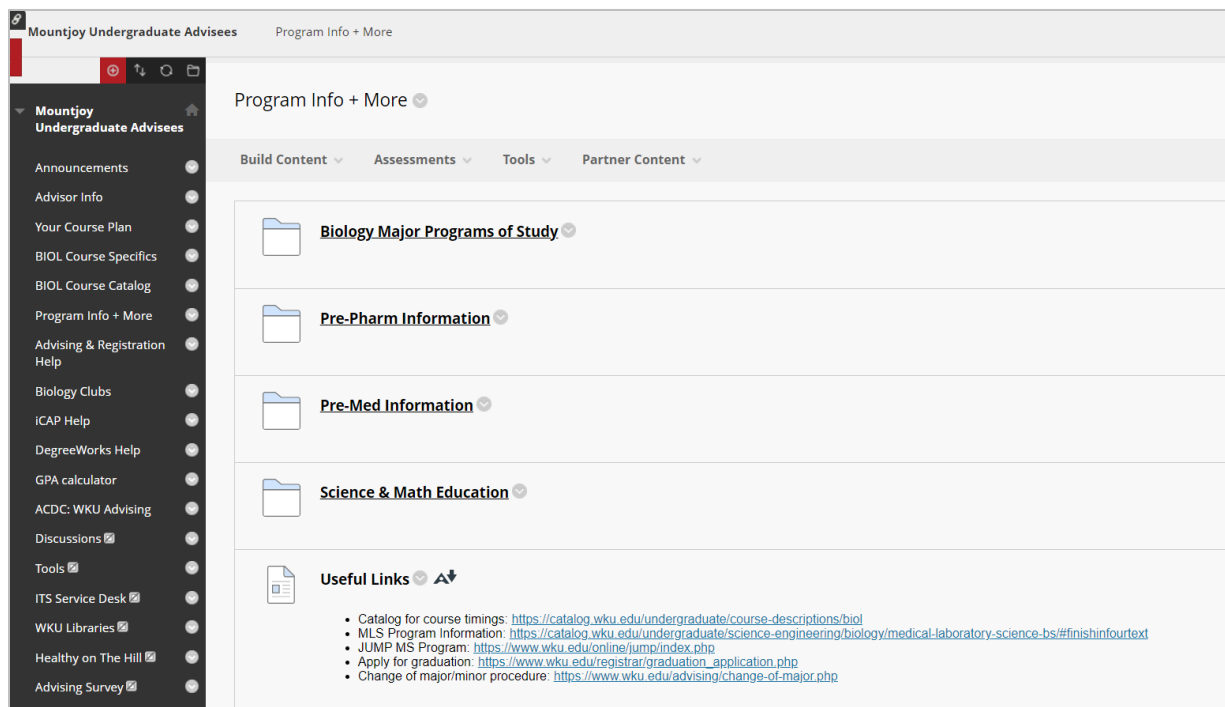 Mountjoy Undergraduate Advisees Program Info + More
Mountjoy
Undergraduate Advisees
Announcements
Advisor Info
Your Course Plan
BIOL Course Specifics
BIOL Course Catalog
Program Info + More
Advising & Registration
Help
Biology Clubs
iCAP Help
DegreeWorks Help
GPA calculator
ACDC: WKU Advising
Discussions
Tools
ITS Service Desk
WKU Libraries
Healthy on The Hill
Advising Survey
Program Info + More
Build Content Assessments Tools Partner Content
Biology Major Programs of Study
Pre-Pharm Information
Pre-Med Information
Science & Math Education
Useful Links
• Catalog for course timings: https://catalog.wku.edu/undergraduate/course-descriptions/biol
• MLS Program Information: https://catalog.wku.edu/undergraduate/science-engineering/biology/medical-laboratory-science-bs/#finishinfourtext
• JUMP MS Program: https://www.wku.edu/online/jump/index.php
• Apply for graduation: https://www.wku.edu/registrar/graduation_application.php
• Change of major/minor procedure: https://www.wku.edu/advising/change-of-major.php